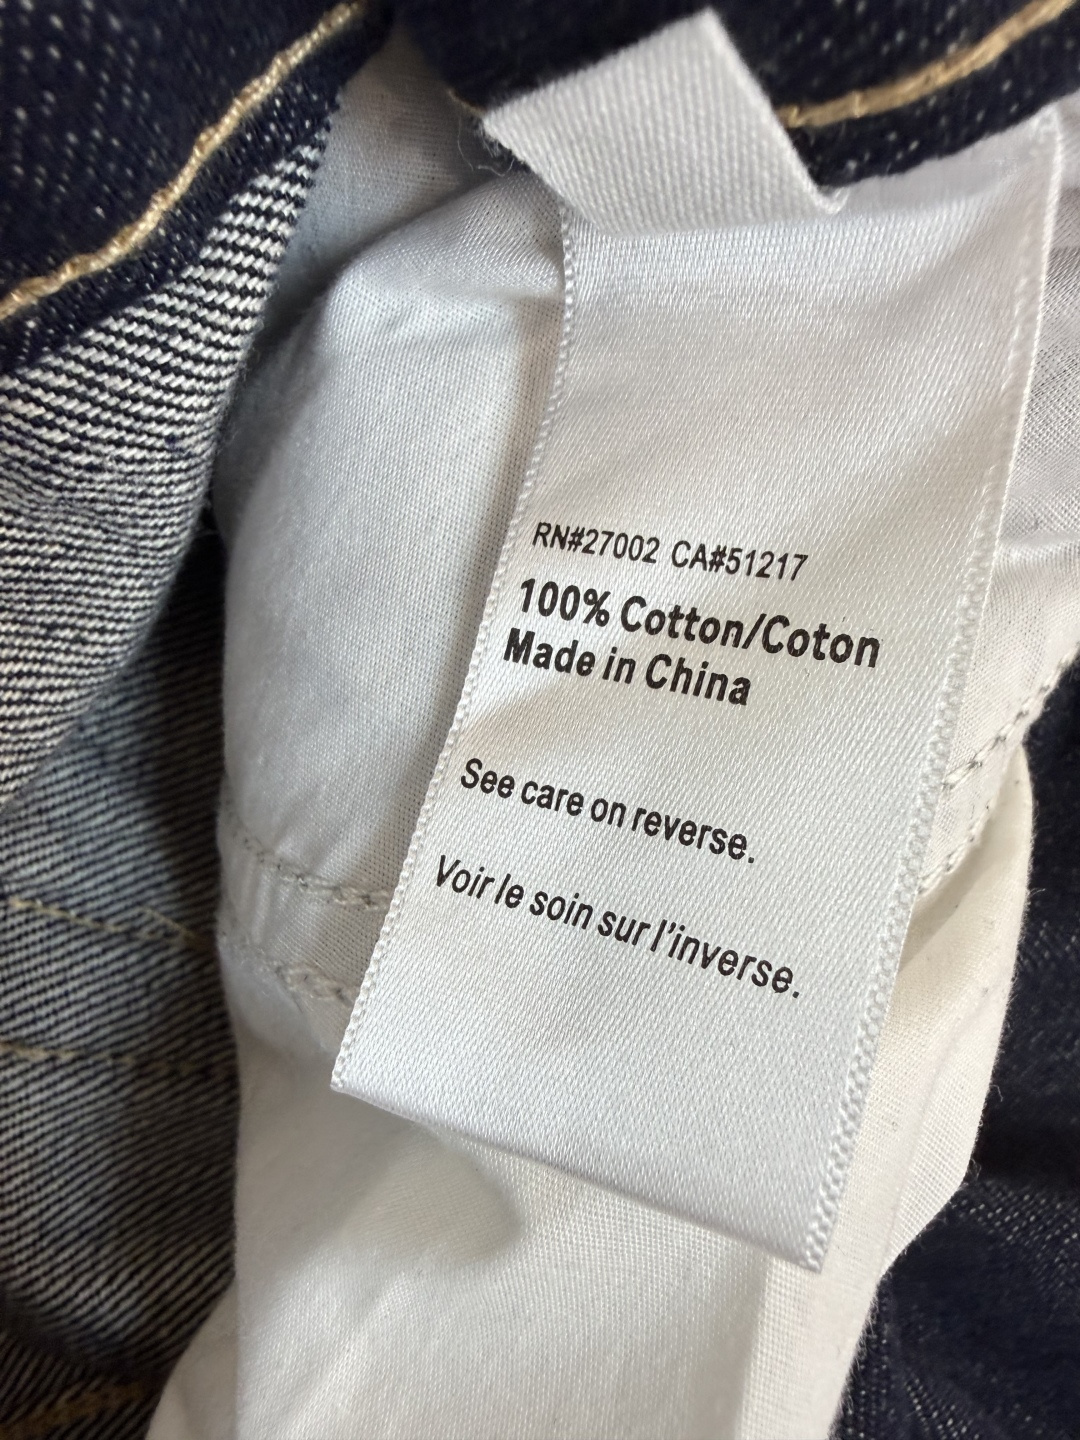 RN#27002 CA#51217
100% Cotton/Coton
Made in China
See care on reverse.
Voir le soin sur l'inverse.